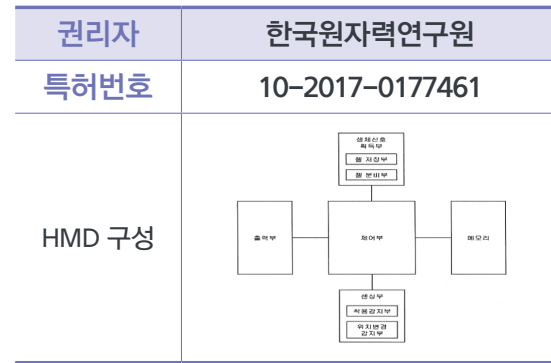 권리자 한국원자력연구원
특허번호 10-2017-0177461
HMD 구성
생체신호
획득부
젤 저장부
젤 분비부
출력부 제어부 메모리
센싱부
착용감지부
위치변경
감지부